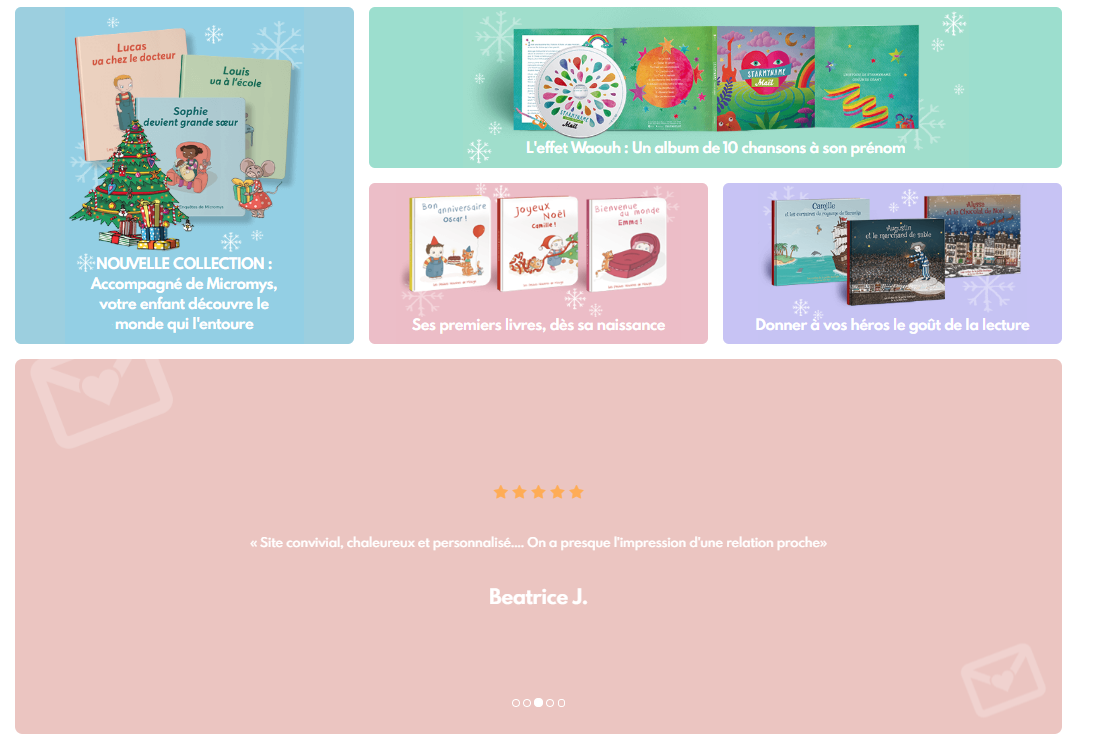 Lucas
va chez le docteur
Louis
va à l'école
Sophie
devient grande sœur
NOUVELLE COLLECTION :
Accompagné de Micromys,
votre enfant découvre le
monde qui l'entoure
STARMYNAME
Mail
STARMYNAME
Maïl
L'effet Waouh : Un album de 10 chansons à son prénom
Bon
anniversaire
Oscar !
Joyeux
Noël
Camille !
Bienvenue
au monde
Emma !
Ses premiers livres, dès sa naissance
Camille
Augustin
et le marchand de sable
Donner à vos héros le goût de la lecture
« Site convivial, chaleureux et personnalisé.... On a presque l'impression d'une relation proche»
Beatrice J.